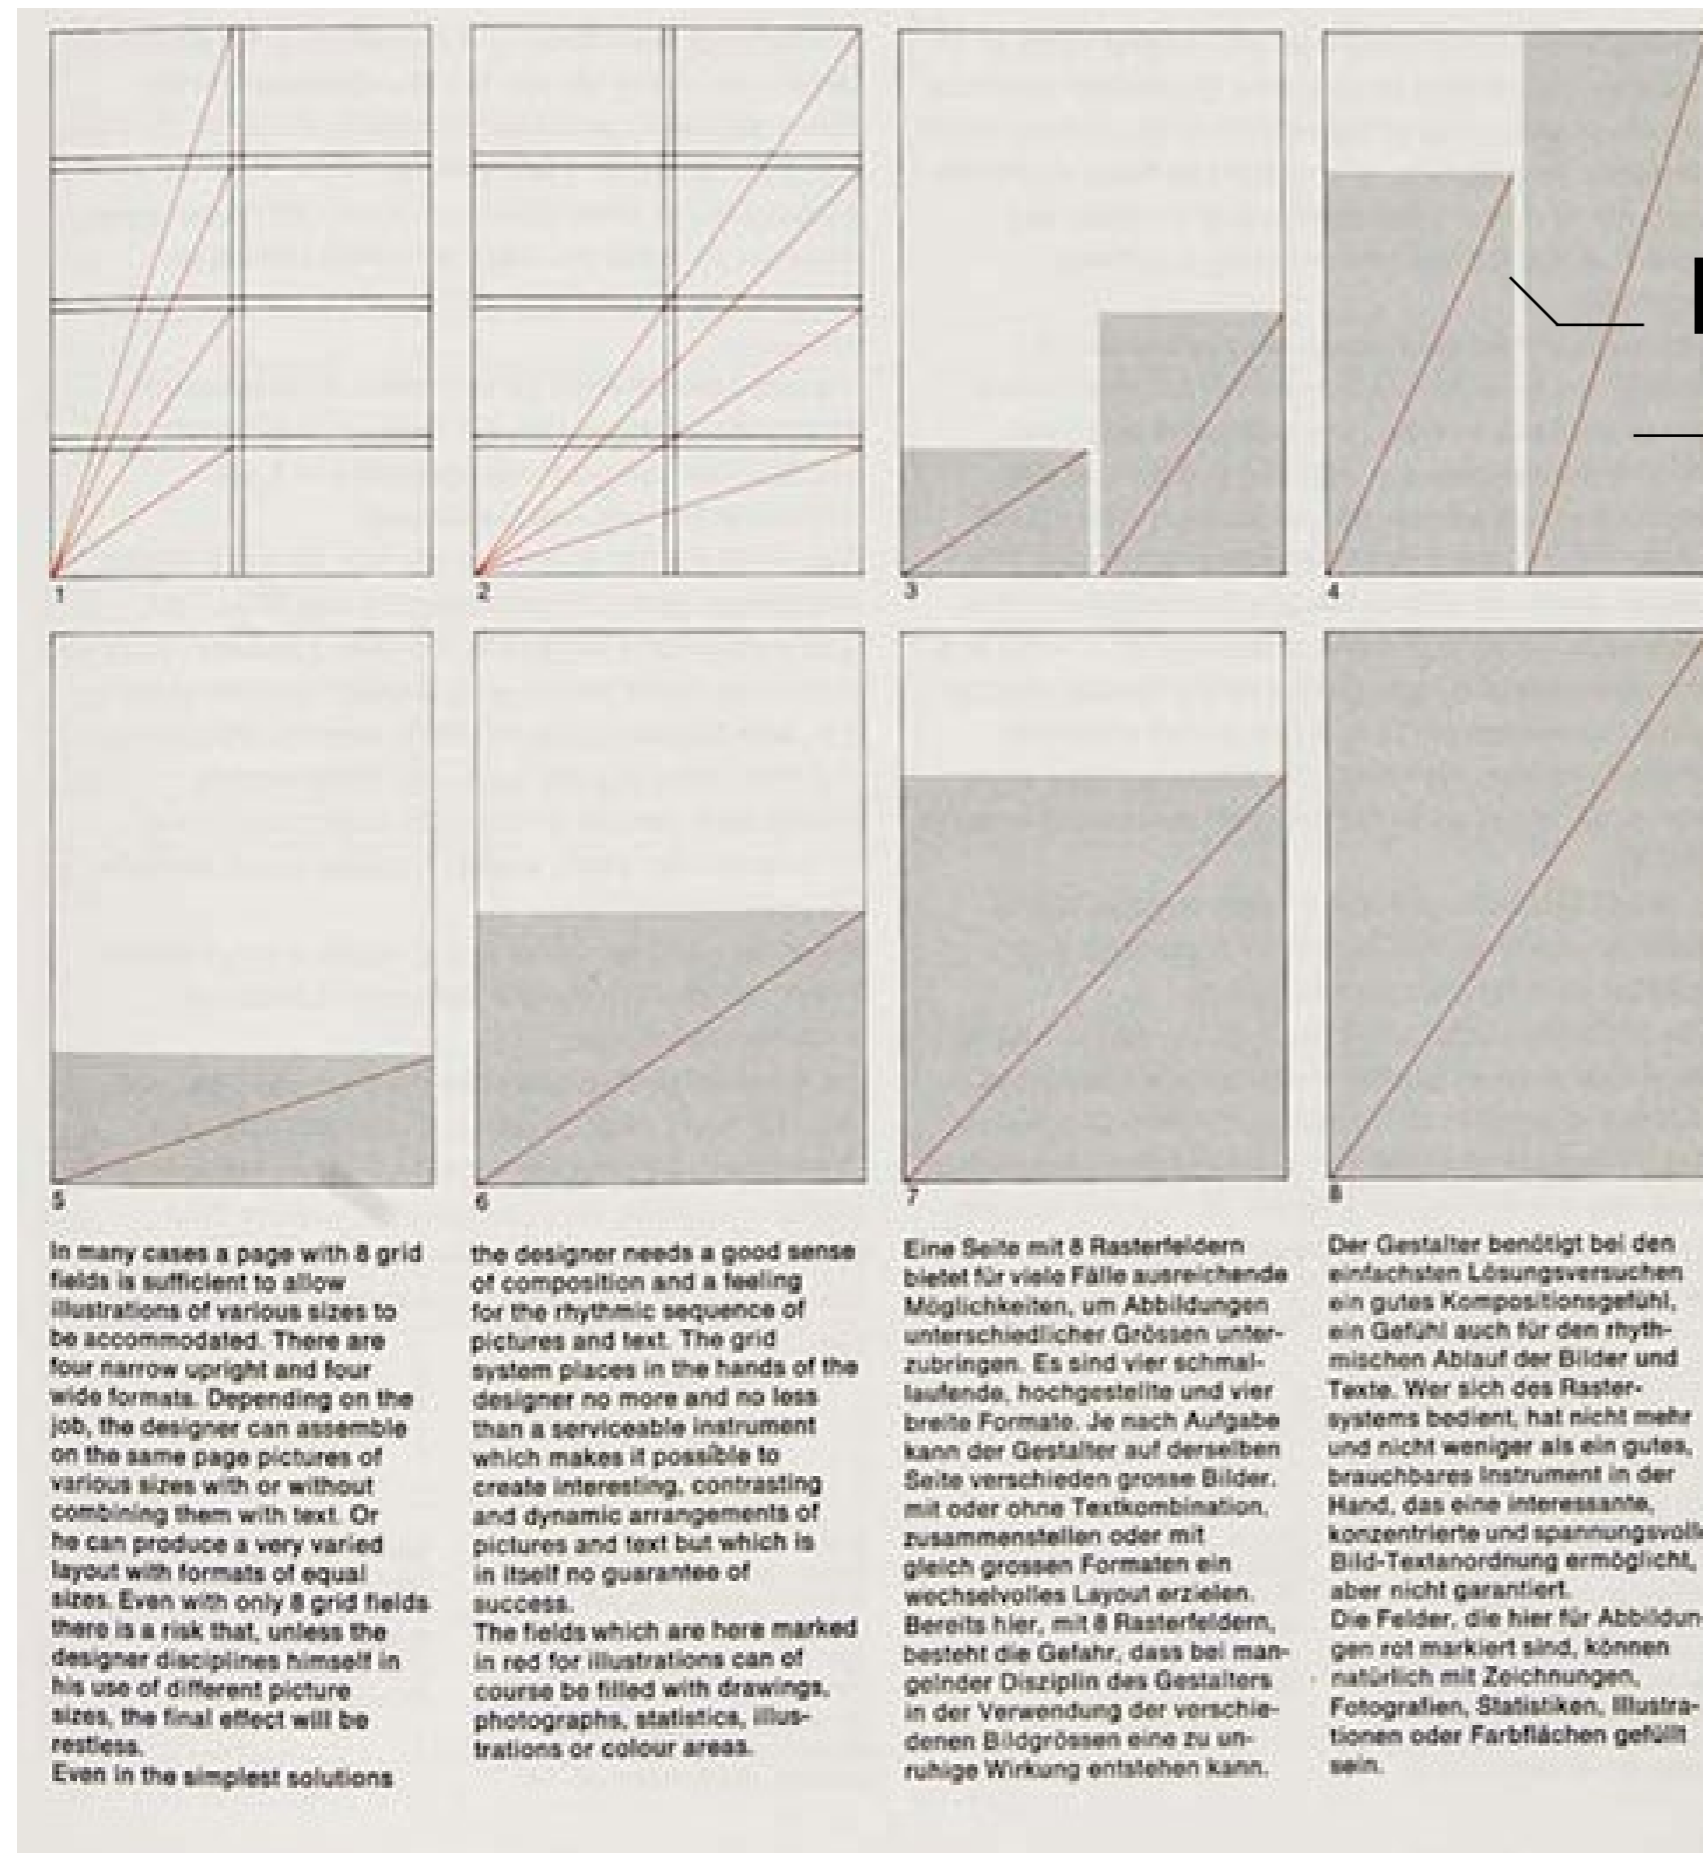 1
2
3
4
5
6
7
8
In many cases a page with 8 grid
fields is sufficient to allow
illustrations of various sizes to
be accommodated. There are
four narrow upright and four
wide formats. Depending on the
job, the designer can assemble
on the same page pictures of
various sizes with or without
combining them with text. Or
he can produce a very varied
layout with formats of equal
sizes. Even with only 8 grid fields
there is a risk that, unless the
designer disciplines himself in
his use of different picture
sizes, the final effect will be
restless.
Even in the simplest solutions
the designer needs a good sense
of composition and a feeling
for the rhythmic sequence of
pictures and text. The grid
system places in the hands of the
designer no more and no less
than a serviceable instrument
which makes it possible to
create interesting, contrasting
and dynamic arrangements of
pictures and text but which is
in itself no guarantee of
success.
The fields which are here marked
in red for illustrations can of
course be filled with drawings,
photographs, statistics, illus-
trations or colour areas.
Eine Seite mit 8 Rasterfeldern
bietet für viele Fälle ausreichende
Möglichkeiten, um Abbildungen
unterschiedlicher Grössen unter-
zubringen. Es sind vier schmal-
laufende, hochgestellte und vier
breite Formate. Je nach Aufgabe
kann der Gestalter auf derselben
Seite verschieden grosse Bilder,
mit oder ohne Textkombination,
zusammenstellen oder mit
gleich grossen Formaten ein
wechselvolles Layout erzielen.
Bereits hier, mit 8 Rasterfeldern,
besteht die Gefahr, dass bei man-
gelnder Disziplin des Gestalters
in der Verwendung der verschie-
denen Bildgrössen eine zu un-
ruhige Wirkung entstehen kann.
Der Gestalter benötigt bei den
einfachsten Lösungsversuchen
ein gutes Kompositionsgefühl,
ein Gefühl auch für den rhyth-
mischen Ablauf der Bilder und
Texte. Wer sich des Raster-
systems bedient, hat nicht mehr
und nicht weniger als ein gutes,
brauchbares Instrument in der
Hand, das eine interessante,
konzentrierte und spannungsvolle
Bild-Textanordnung ermöglicht,
aber nicht garantiert.
Die Felder, die hier für Abbildun-
gen rot markiert sind, können
natürlich mit Zeichnungen,
Fotografien, Statistiken, Illustra-
tionen oder Farbflächen gefüllt
sein.